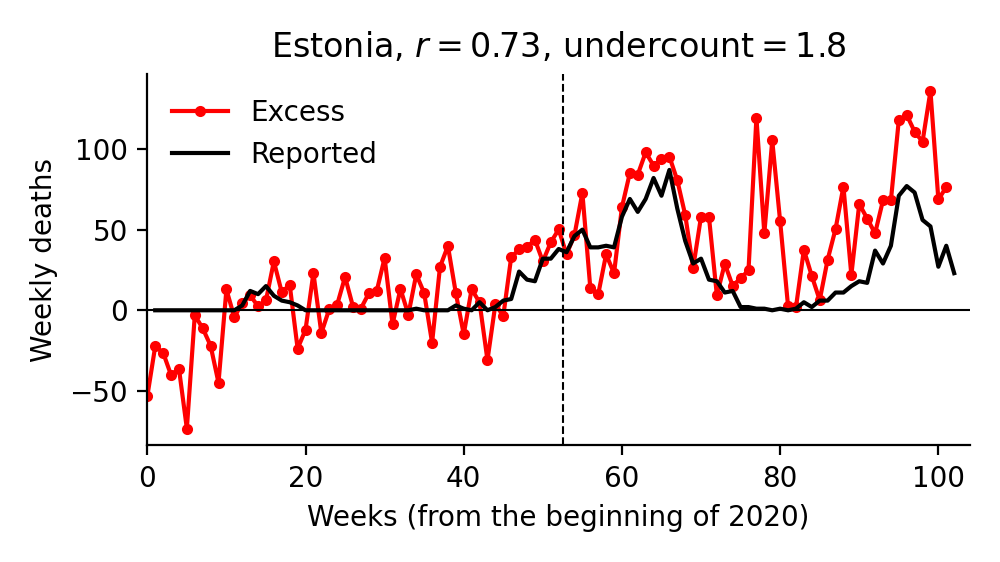 Estonia, r = 0.73, undercount = 1.8
Excess
Reported
Weekly deaths
100
50
0
−50
0 20 40 60 80 100
Weeks (from the beginning of 2020)